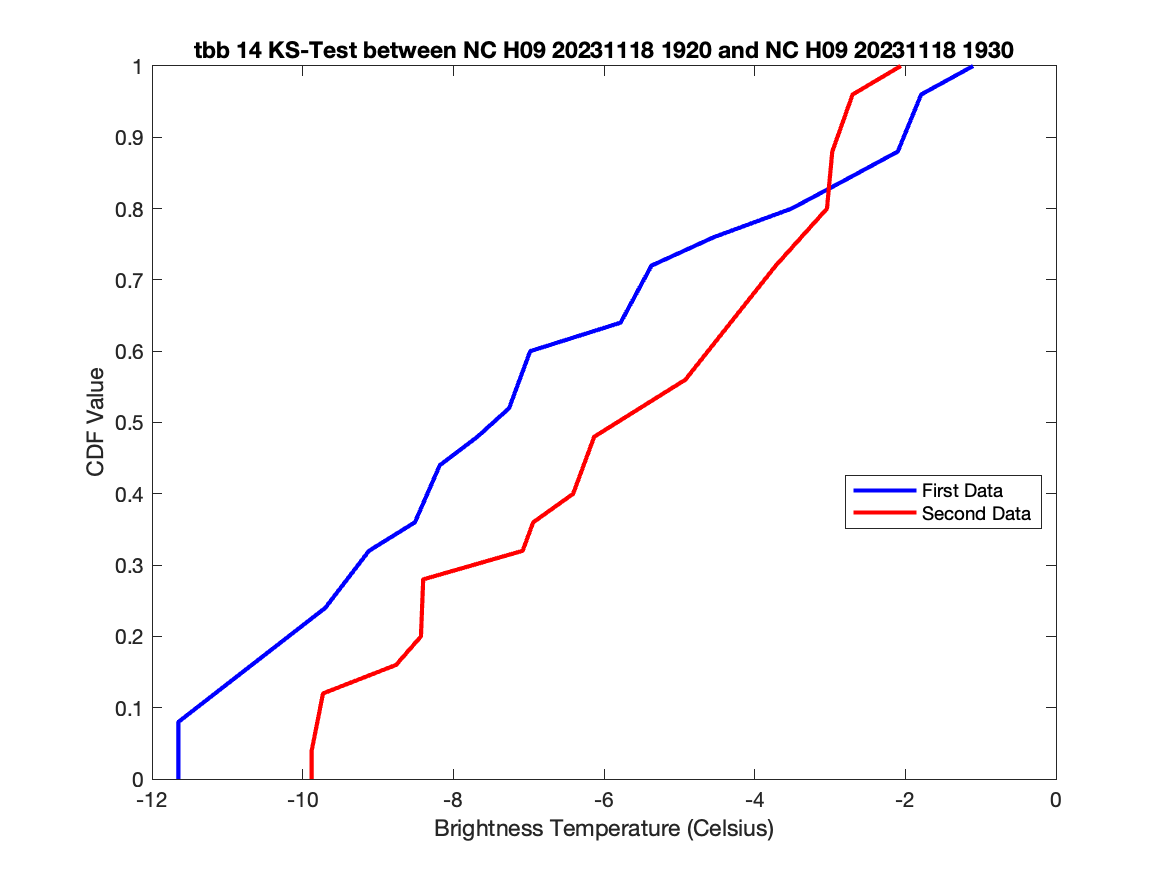 tbb 14 KS-Test between NC H09 20231118 1920 and NC H09 20231118 1930
1
0.9
0.8
0.7
0.6
0.5
0.4
0.3
0.2
0.1
0
CDF Value
First Data
Second Data
-12 -10 -8 -6 -4 -2 0
Brightness Temperature (Celsius)